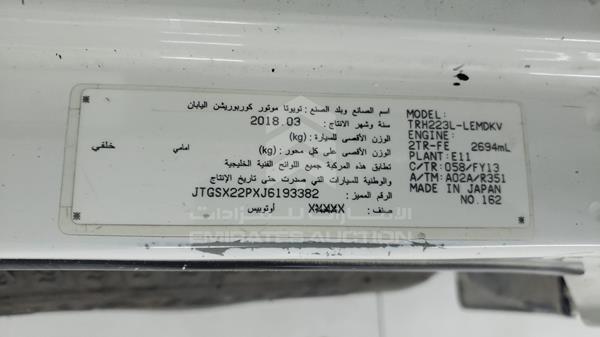 اسم الصانع وبلد الصنع: تويوتا موتور كوربوريشن اليابان
سنة وشهر الانتاج: 2018.03
الوزن الأقصى للسيارة: (kg)
الوزن الأقصى على كل محور: (kg) امامي خلفي
تطابق هذه المركبة جميع اللوائح الفنية الخليجية
والوطنية للسيارات التي صدرت حتى تاريخ الإنتاج
الرقم المميز: JTGSX22PXJ6193382
صنف: XXXXX أوتوبيس
MODEL:
TRH223L-LEMDKV
ENGINE:
2TR-FE 2694mL
PLANT: E11
C/TR: 058/FY13
A/TM: A02A/R351
MADE IN JAPAN
NO.162
الإمارات للمزادات
EMIRATES AUCTION